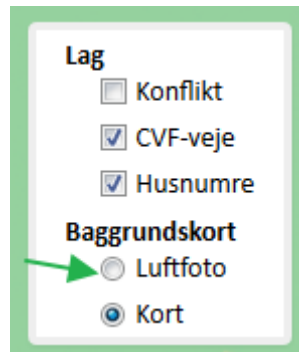 Lag
Konflikt
CVF-veje
Husnumre
Baggrundskort
Luftfoto
Kort